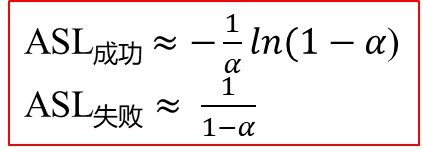 ASL成功 ≈ −1/α ln(1 − α)
ASL失败 ≈ 1/(1−α)